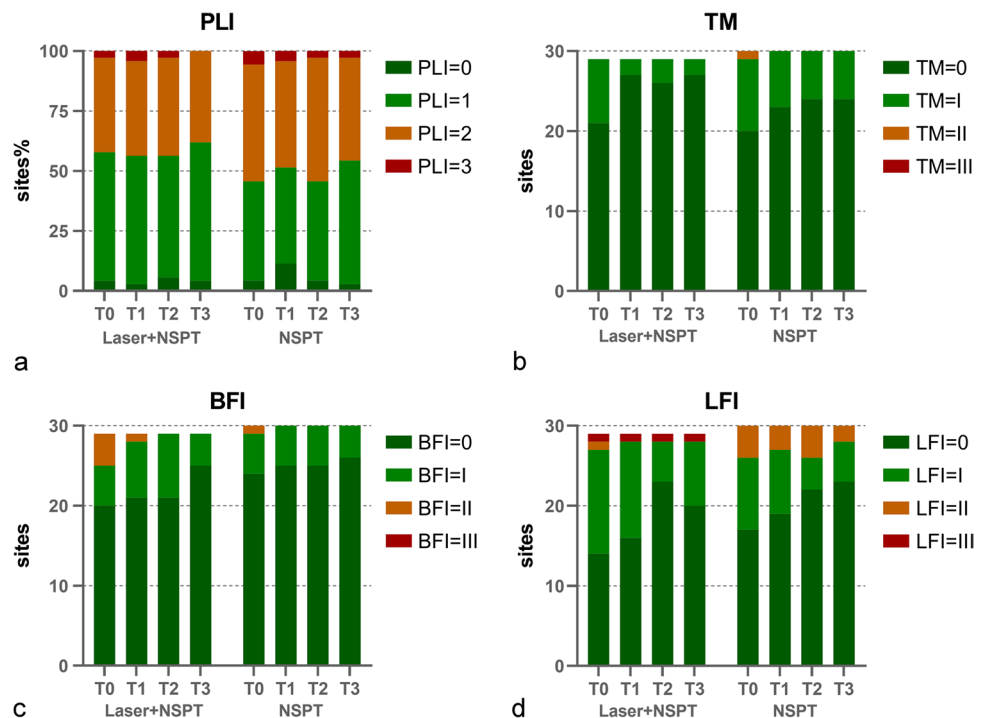 PLI
100
75
50
25
0
sites%
T0 T1 T2 T3 T0 T1 T2 T3
Laser+NSPT NSPT
PLI=0
PLI=1
PLI=2
PLI=3
a
TM
30
20
10
0
sites
T0 T1 T2 T3 T0 T1 T2 T3
Laser+NSPT NSPT
TM=0
TM=I
TM=II
TM=III
b
BFI
30
20
10
0
sites
T0 T1 T2 T3 T0 T1 T2 T3
Laser+NSPT NSPT
BFI=0
BFI=I
BFI=II
BFI=III
c
LFI
30
20
10
0
sites
T0 T1 T2 T3 T0 T1 T2 T3
Laser+NSPT NSPT
LFI=0
LFI=I
LFI=II
LFI=III
d